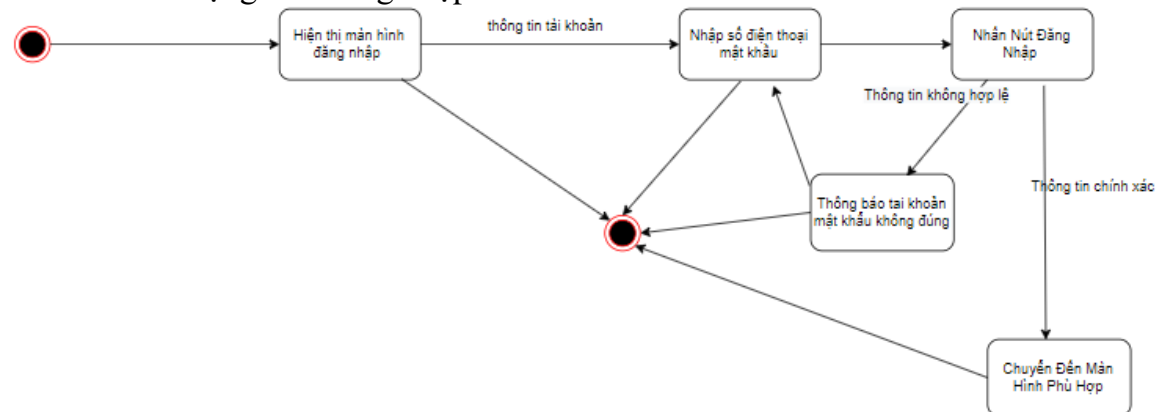 Hiện thị màn hình
đăng nhập
thông tin tài khoản
Nhập số điện thoại
mật khẩu
Nhấn Nút Đăng
Nhập
Thông tin không hợp lệ
Thông báo tai khoản
mật khẩu không đúng
Thông tin chính xác
Chuyển Đến Màn
Hình Phù Hợp